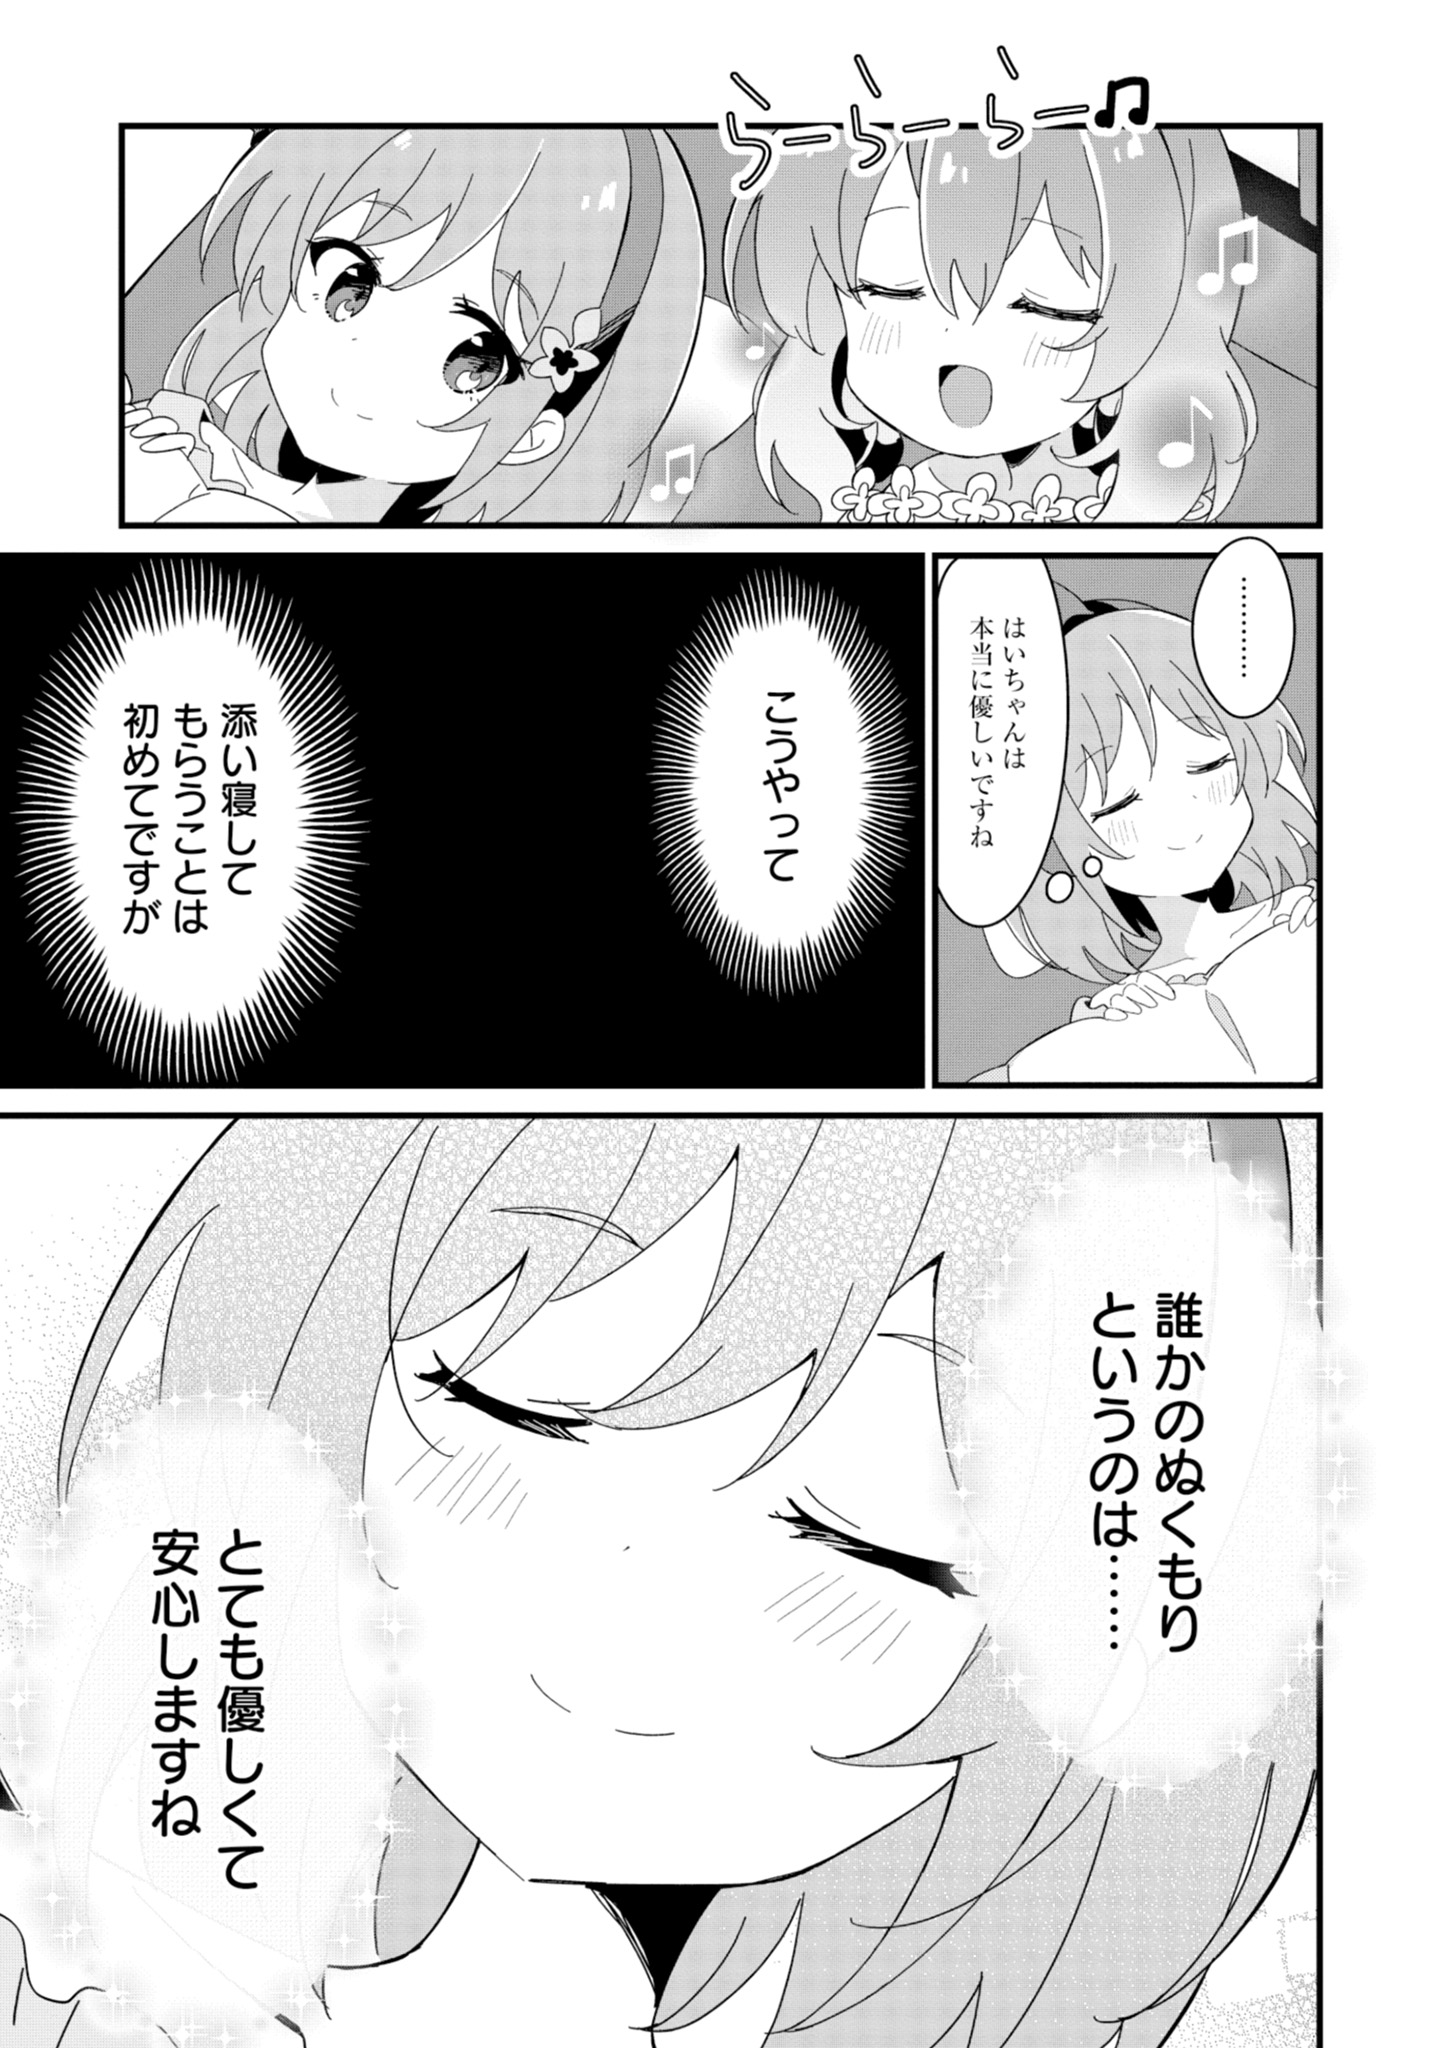 らーらーらー♫
………
はいちゃんは
本当に優しいですね
こうやって
添い寝して
もらうことは
初めてですが
誰かのぬくもり
というのは……
とても優しくて
安心しますね